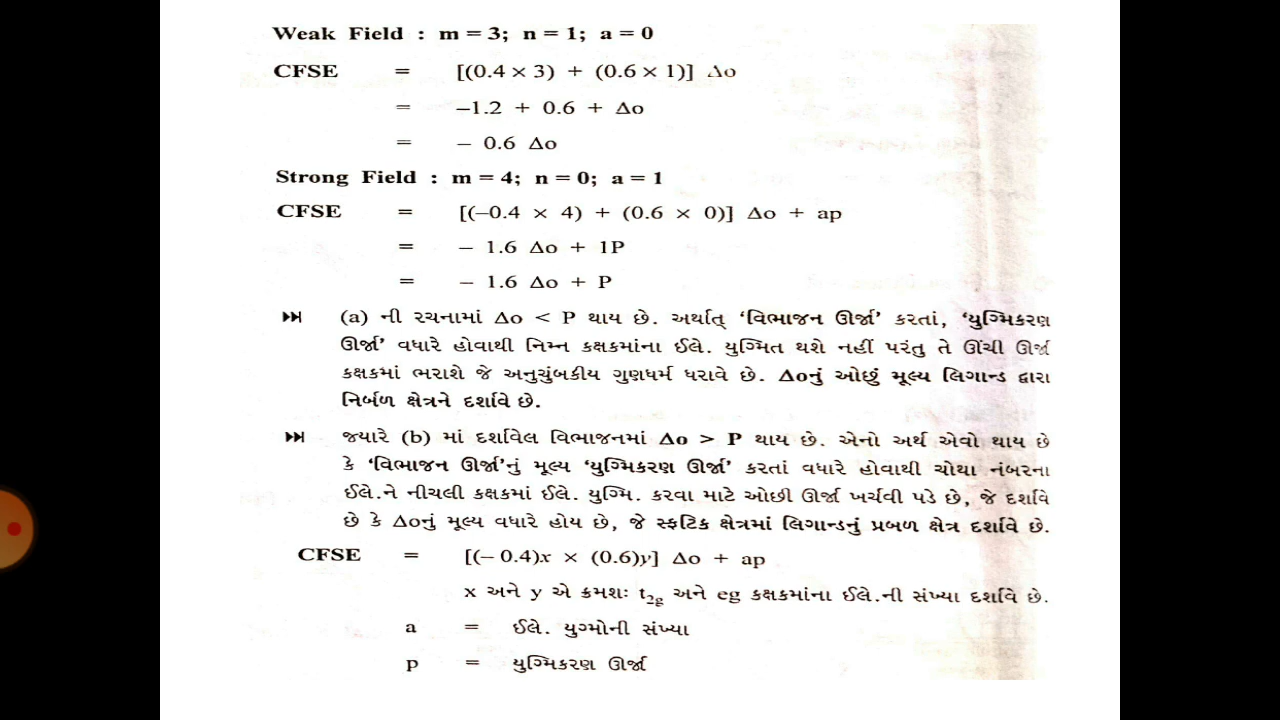 Weak Field : m = 3; n = 1; a = 0
CFSE = [(0.4 × 3) + (0.6 × 1)] Δo
= –1.2 + 0.6 + Δo
= – 0.6 Δo
Strong Field : m = 4; n = 0; a = 1
CFSE = [(–0.4 × 4) + (0.6 × 0)] Δo + ap
= – 1.6 Δo + 1P
= – 1.6 Δo + P
(a) ની રચનામાં Δo < P થાય છે. અર્થાત્ ‘વિભાજન ઊર્જા’ કરતાં, ‘યુગ્મિકરણ
ઊર્જા’ વધારે હોવાથી નિમ્ન કક્ષકમાંના ઈલે. યુગ્મિત થશે નહીં પરંતુ તે ઊંચી ઊર્જા
કક્ષકમાં ભરાશે જે અનુચુંબકીય ગુણધર્મ ધરાવે છે. Δoનું ઓછું મૂલ્ય લિગાન્ડ દ્વારા
નિર્બળ ક્ષેત્રને દર્શાવે છે.
જ્યારે (b) માં દર્શાવેલ વિભાજનમાં Δo > P થાય છે. એનો અર્થ એવો થાય છે
કે ‘વિભાજન ઊર્જા’નું મૂલ્ય ‘યુગ્મિકરણ ઊર્જા’ કરતાં વધારે હોવાથી ચોથા નંબરના
ઈલે.ને નીચલી કક્ષકમાં ઈલે. યુગ્મિ. કરવા માટે ઓછી ઊર્જા ખર્ચવી પડે છે, જે દર્શાવે
છે કે Δoનું મૂલ્ય વધારે હોય છે, જે સ્ફટિક ક્ષેત્રમાં લિગાન્ડનું પ્રબળ ક્ષેત્ર દર્શાવે છે.
CFSE = [(– 0.4)x × (0.6)y] Δo + ap
x અને y એ ક્રમશઃ t2g અને eg કક્ષકમાંના ઈલે.ની સંખ્યા દર્શાવે છે.
a = ઈલે. યુગ્મોની સંખ્યા
p = યુગ્મિકરણ ઊર્જા